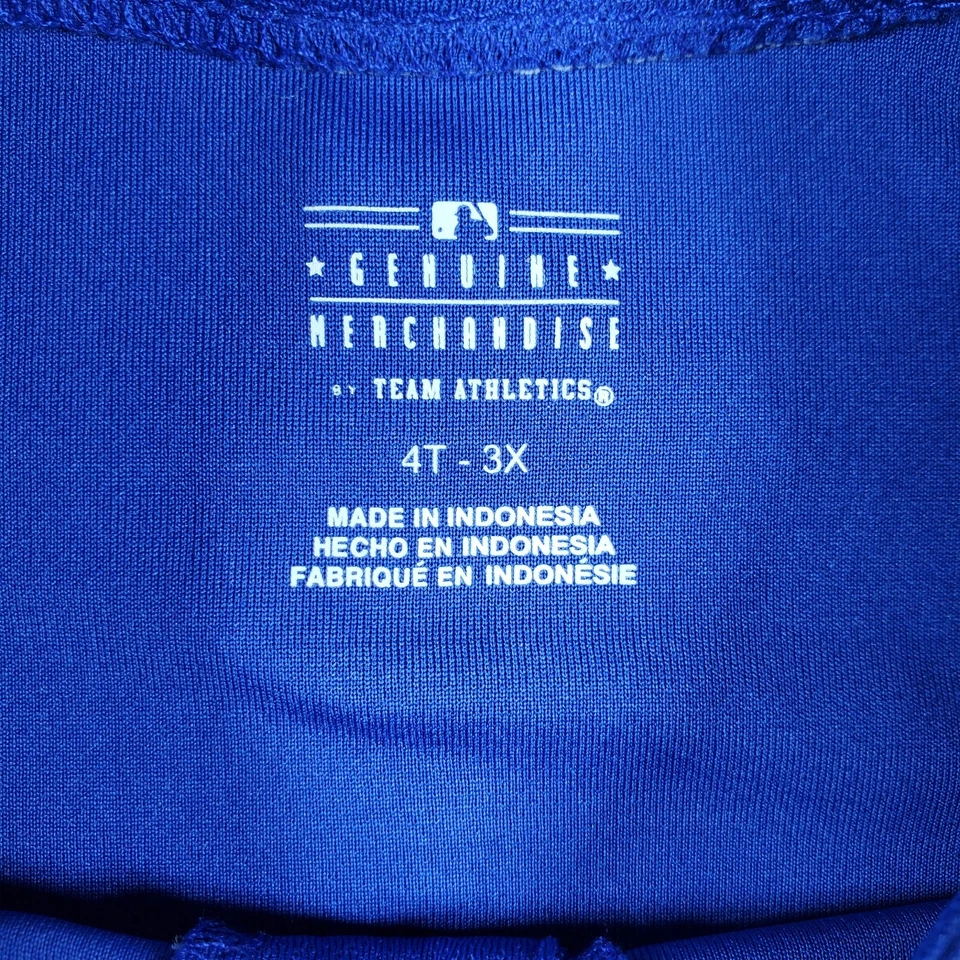 ★ GENUINE ★
MERCHANDISE
BY TEAM ATHLETICS®
4T - 3X
MADE IN INDONESIA
HECHO EN INDONESIA
FABRIQUÉ EN INDONÉSIE